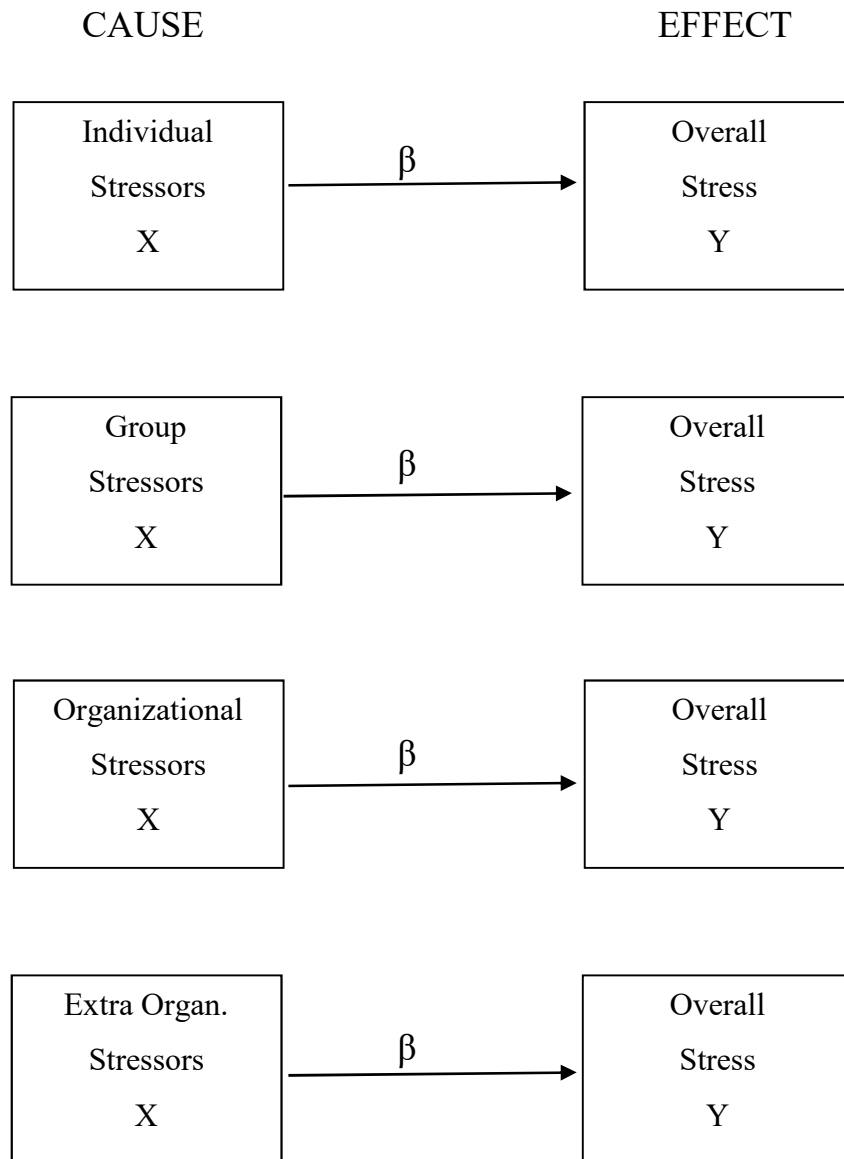 CAUSE EFFECT
Individual
Stressors
X
β
Overall
Stress
Y
Group
Stressors
X
β
Overall
Stress
Y
Organizational
Stressors
X
β
Overall
Stress
Y
Extra Organ.
Stressors
X
β
Overall
Stress
Y